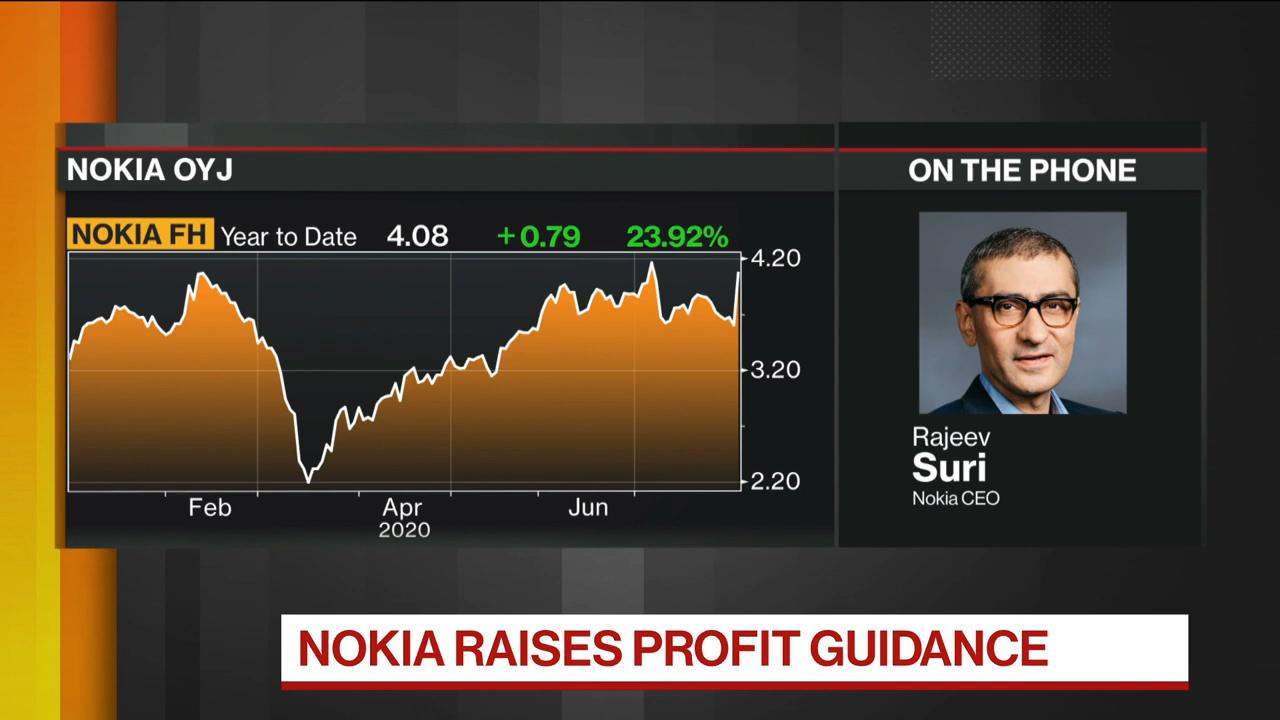 NOKIA OYJ
NOKIA FH Year to Date 4.08 +0.79 23.92%
4.20
3.20
2.20
Feb Apr Jun
2020
ON THE PHONE
Rajeev
Suri
Nokia CEO
NOKIA RAISES PROFIT GUIDANCE